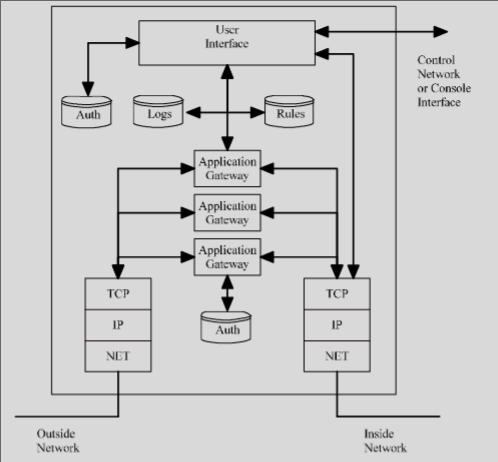 User
Interface
Control
Network
or Console
Interface
Auth
Logs
Rules
Application
Gateway
Application
Gateway
Application
Gateway
TCP
IP
NET
Auth
TCP
IP
NET
Outside
Network
Inside
Network